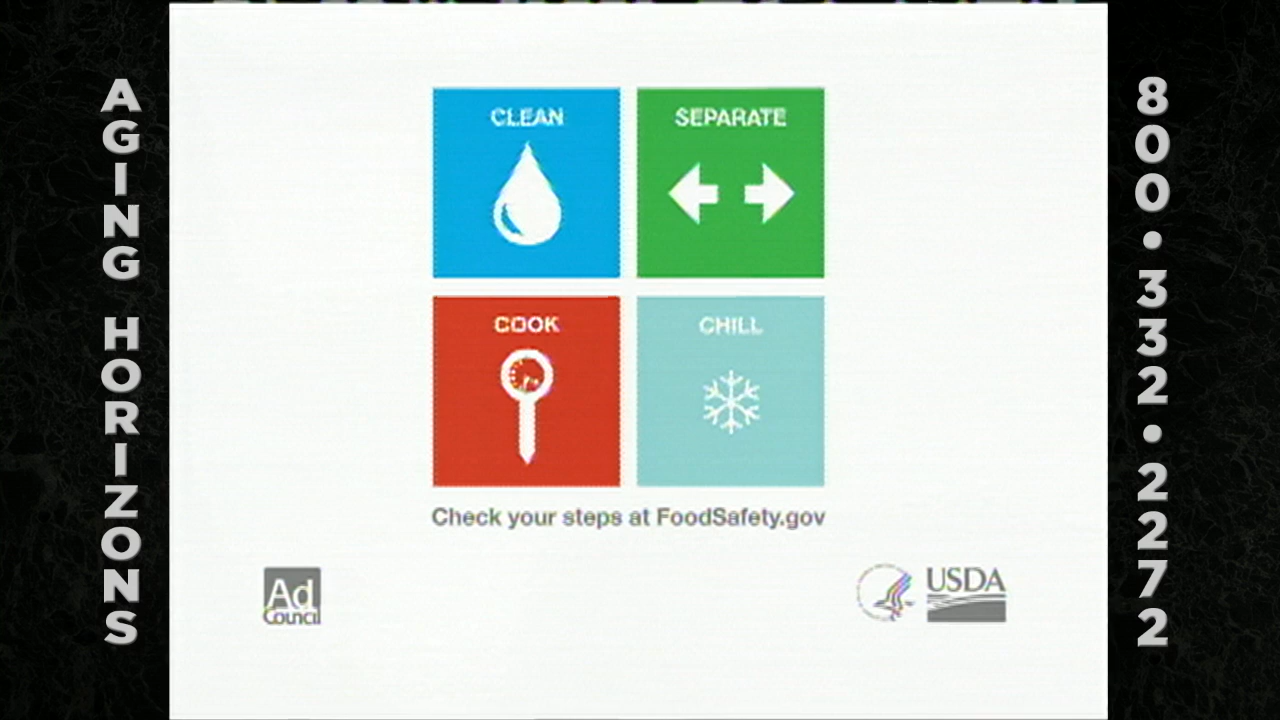 AGING HORIZONS
CLEAN
SEPARATE
COOK
CHILL
Check your steps at FoodSafety.gov
Ad
Council
USDA
800•332•2272